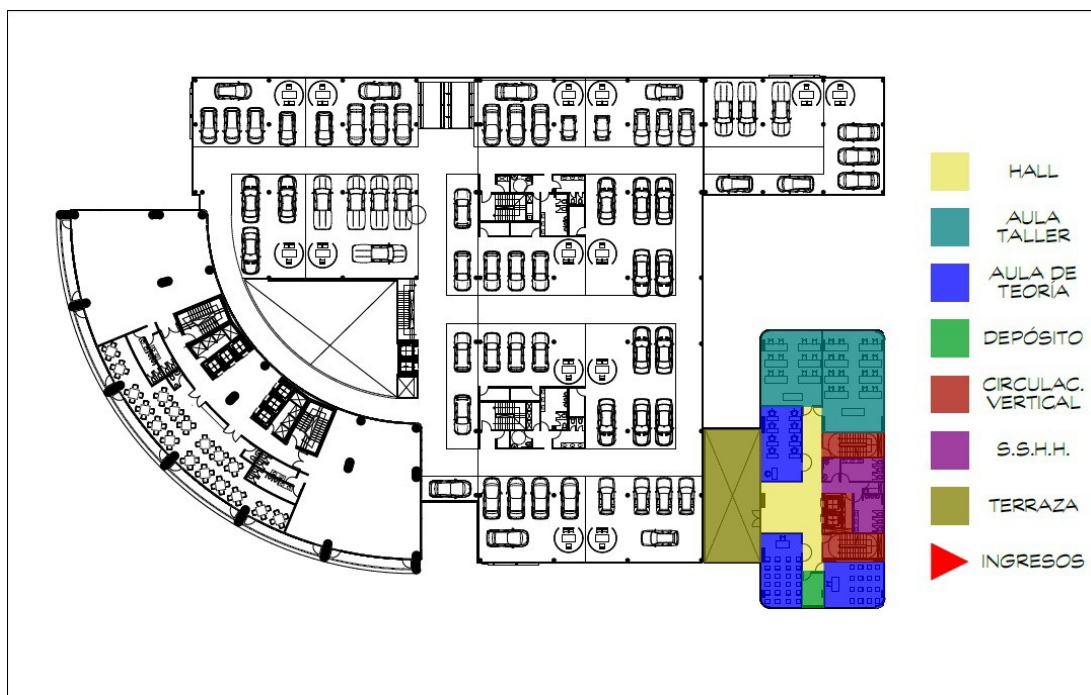 HALL
AULA
TALLER
AULA DE
TEORÍA
DEPÓSITO
CIRCULAC.
VERTICAL
S.S.H.H.
TERRAZA
INGRESOS